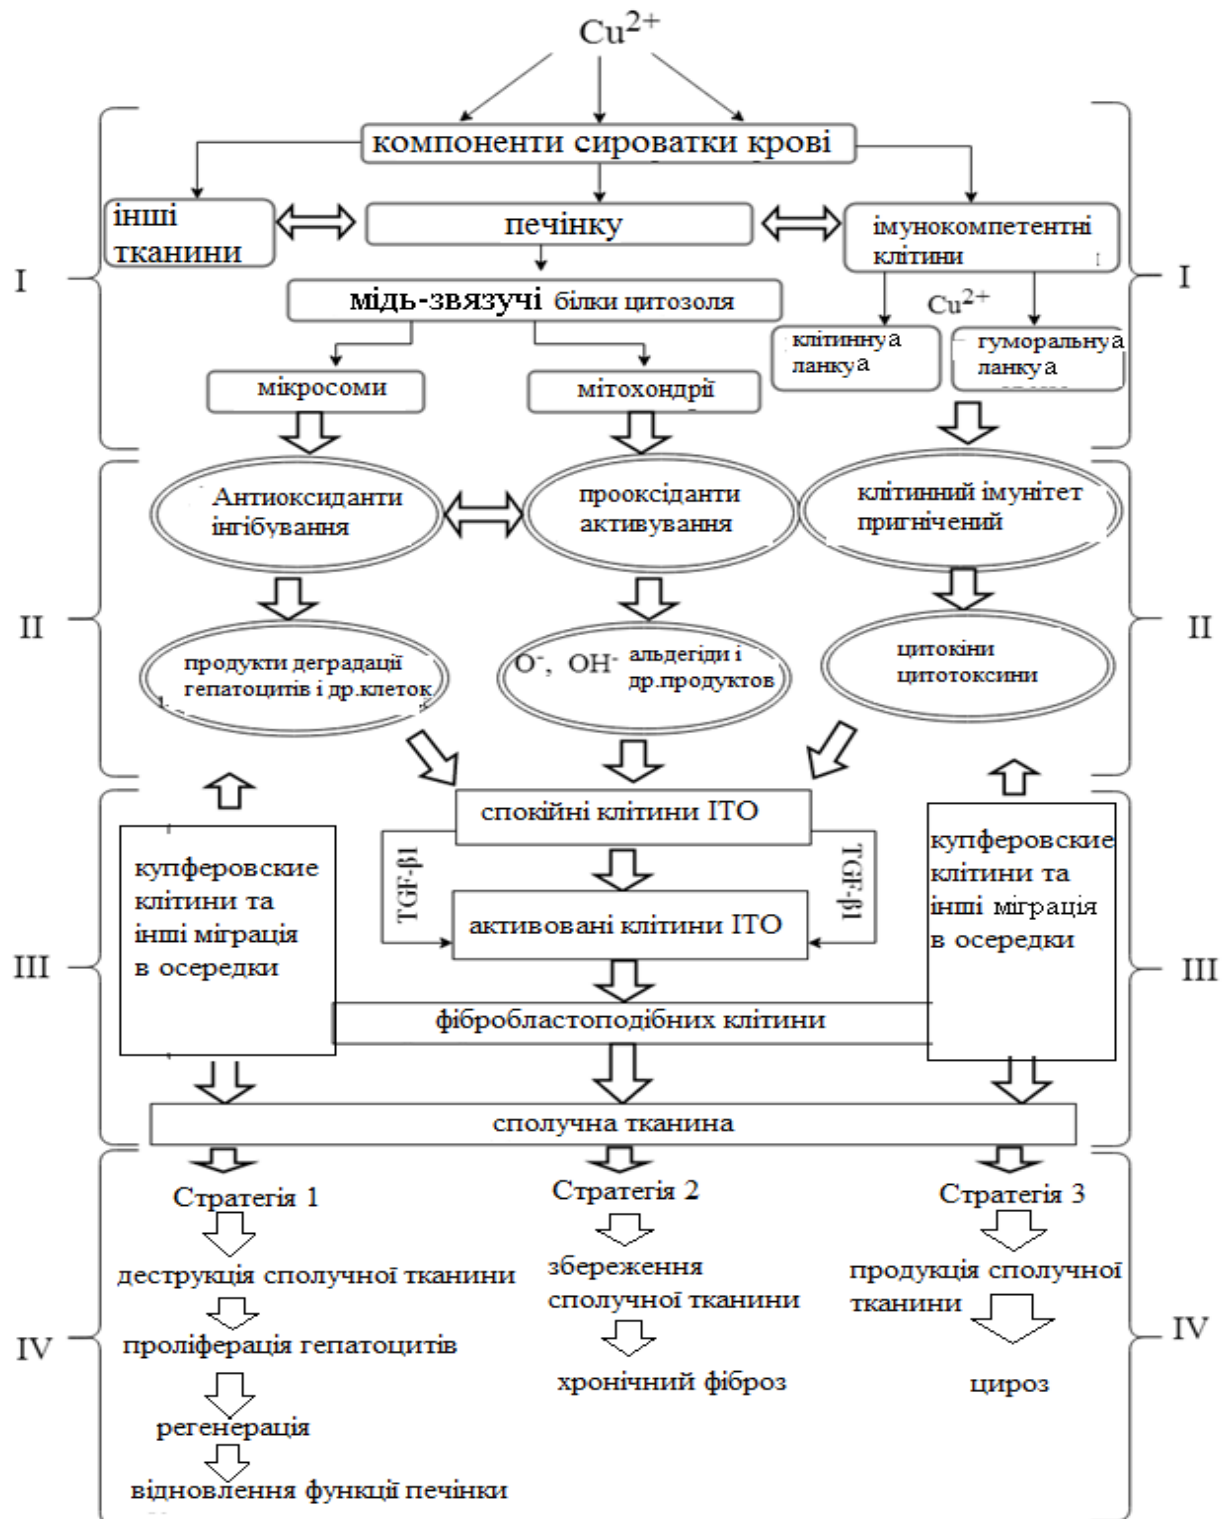 Cu2+
компоненти сироватки крові
інші
тканини
печінку
імунокомпетентні
клітини
I
I
мідь-звязучі білки цитозоля
Cu2+
клітиннуа
ланкуа
гуморальнуа
ланкуа
мікросоми
мітохондрії
Антиоксиданти
інгібування
прооксіданти
активування
клітинний імунітет
пригнічений
II
II
продукти деградації
гепатоцитів і др.клеток
O-, OH- альдегіди і
др.продуктов
цитокіни
цитотоксини
спокійні клітини ІТО
TGF-β1
TGF-β1
активовані клітини ІТО
купферовские
клітини та
інші міграція
в осередки
купферовские
клітини та
інші міграція
в осередки
III
III
фібробластоподібних клітини
сполучна тканина
Стратегія 1
Стратегія 2
Стратегія 3
деструкція сполучної тканини
збереження
сполучної тканини
продукція сполучної
тканини
IV
IV
проліферація гепатоцитів
хронічний фіброз
цироз
регенерація
відновлення функції печінки